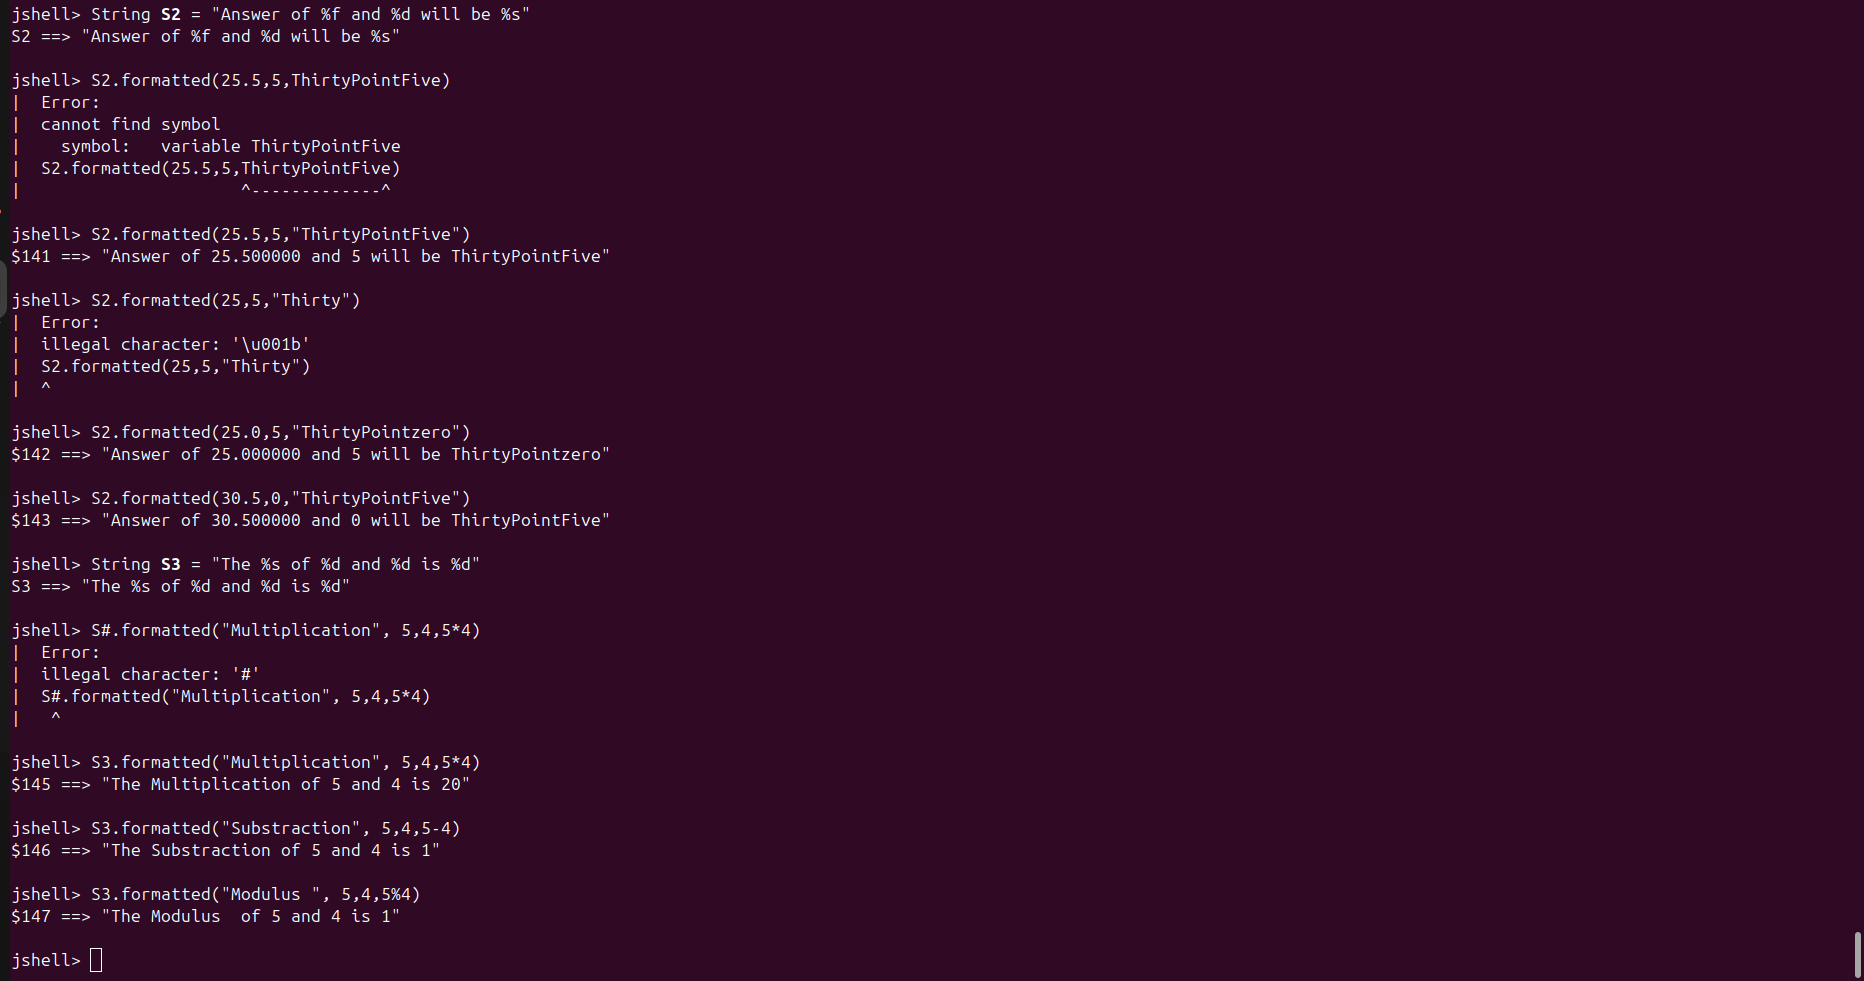 jshell> String S2 = "Answer of %f and %d will be %s"
S2 ==> "Answer of %f and %d will be %s"

jshell> S2.formatted(25.5,5,ThirtyPointFive)
|  Error:
|  cannot find symbol
|    symbol:   variable ThirtyPointFive
|  S2.formatted(25.5,5,ThirtyPointFive)
|                      ^-------------^

jshell> S2.formatted(25.5,5,"ThirtyPointFive")
$141 ==> "Answer of 25.500000 and 5 will be ThirtyPointFive"

jshell> S2.formatted(25,5,"Thirty")
|  Error:
|  illegal character: '\u001b'
|  S2.formatted(25,5,"Thirty")
|  ^

jshell> S2.formatted(25.0,5,"ThirtyPointzero")
$142 ==> "Answer of 25.000000 and 5 will be ThirtyPointzero"

jshell> S2.formatted(30.5,0,"ThirtyPointFive")
$143 ==> "Answer of 30.500000 and 0 will be ThirtyPointFive"

jshell> String S3 = "The %s of %d and %d is %d"
S3 ==> "The %s of %d and %d is %d"

jshell> S#.formatted("Multiplication", 5,4,5*4)
|  Error:
|  illegal character: '#'
|  S#.formatted("Multiplication", 5,4,5*4)
|   ^

jshell> S3.formatted("Multiplication", 5,4,5*4)
$145 ==> "The Multiplication of 5 and 4 is 20"

jshell> S3.formatted("Substraction", 5,4,5-4)
$146 ==> "The Substraction of 5 and 4 is 1"

jshell> S3.formatted("Modulus ", 5,4,5%4)
$147 ==> "The Modulus  of 5 and 4 is 1"

jshell>